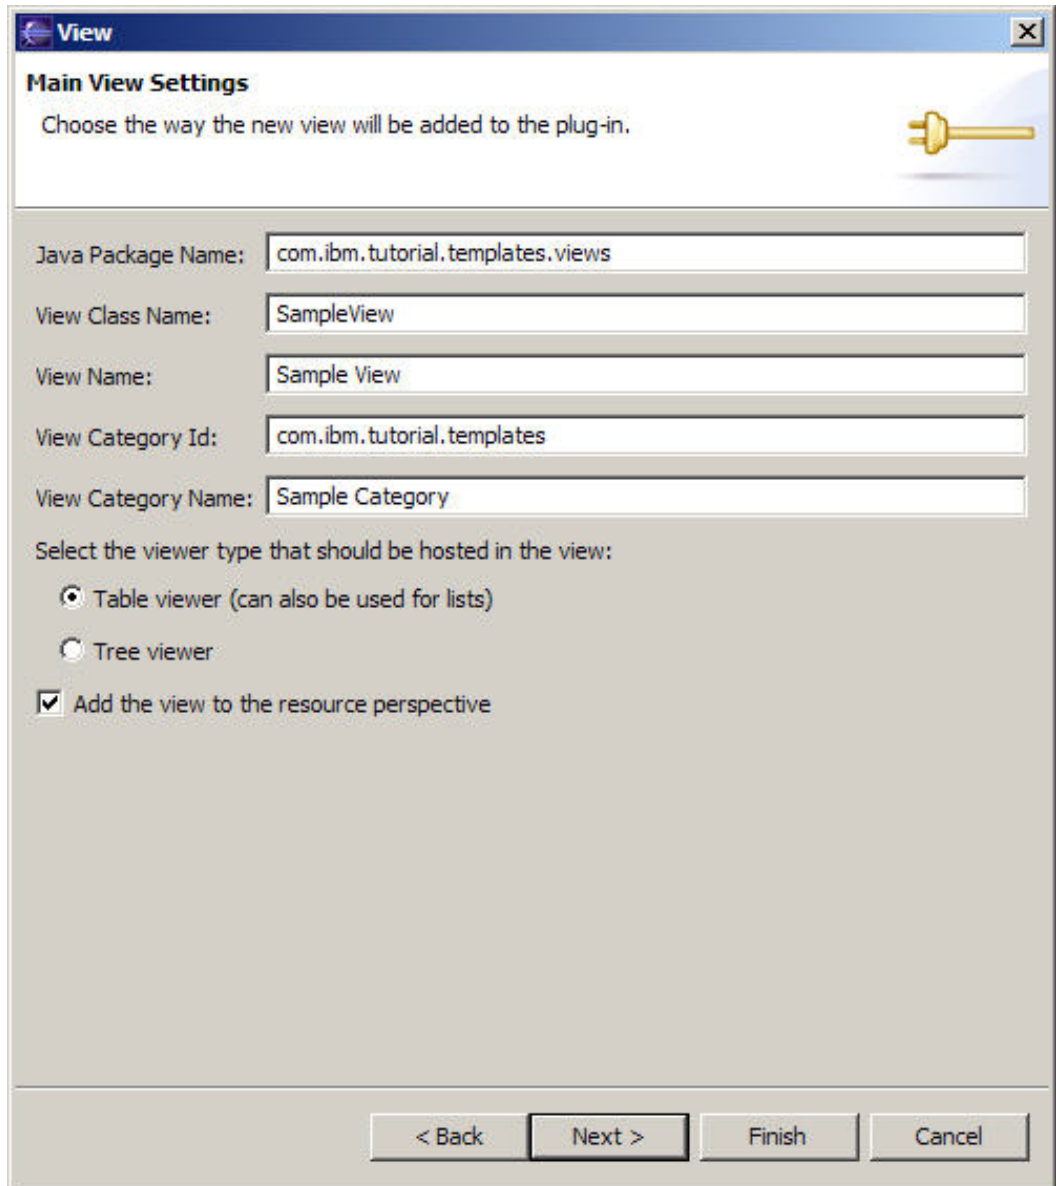 View
Main View Settings
Choose the way the new view will be added to the plug-in.
Java Package Name: com.ibm.tutorial.templates.views
View Class Name: SampleView
View Name: Sample View
View Category Id: com.ibm.tutorial.templates
View Category Name: Sample Category
Select the viewer type that should be hosted in the view:
Table viewer (can also be used for lists)
Tree viewer
Add the view to the resource perspective
< Back Next > Finish Cancel